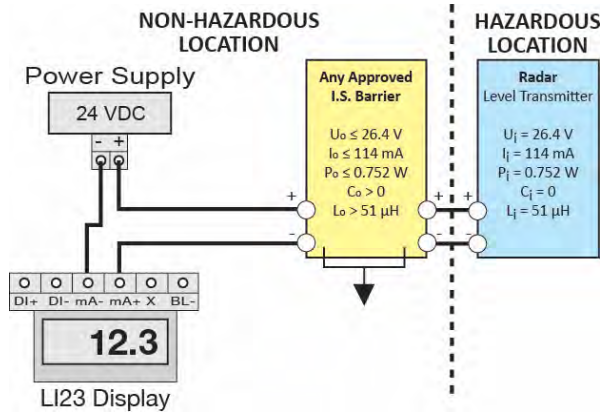 NON-HAZARDOUS
LOCATION
HAZARDOUS
LOCATION
Power Supply
24 VDC
- +
Any Approved
I.S. Barrier
Uₒ ≤ 26.4 V
Iₒ ≤ 114 mA
Pₒ ≤ 0.752 W
Cₒ > 0
Lₒ > 51 µH
Radar
Level Transmitter
Uᵢ = 26.4 V
Iᵢ = 114 mA
Pᵢ = 0.752 W
Cᵢ = 0
Lᵢ = 51 µH
+ + +
- - -
DI+ DI- mA- mA+ X BL-
12.3
LI23 Display